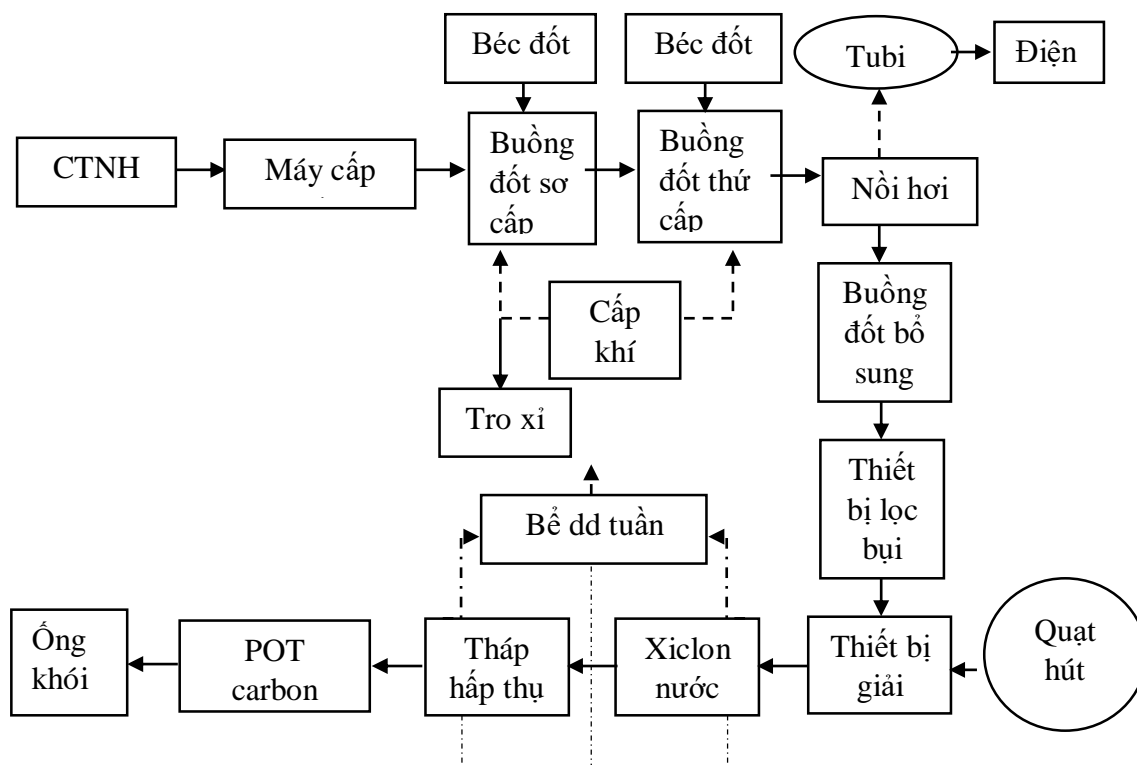 Béc đốt
Béc đốt
Tubi
Điện
CTNH
Máy cấp
Buồng
đốt sơ
cấp
Buồng
đốt thứ
cấp
Nồi hơi
Cấp
khí
Buồng
đốt bổ
sung
Tro xỉ
Thiết
bị lọc
bụi
Bể dd tuần
Ống
khói
POT
carbon
Tháp
hấp thụ
Xiclon
nước
Thiết bị
giải
Quạt
hút